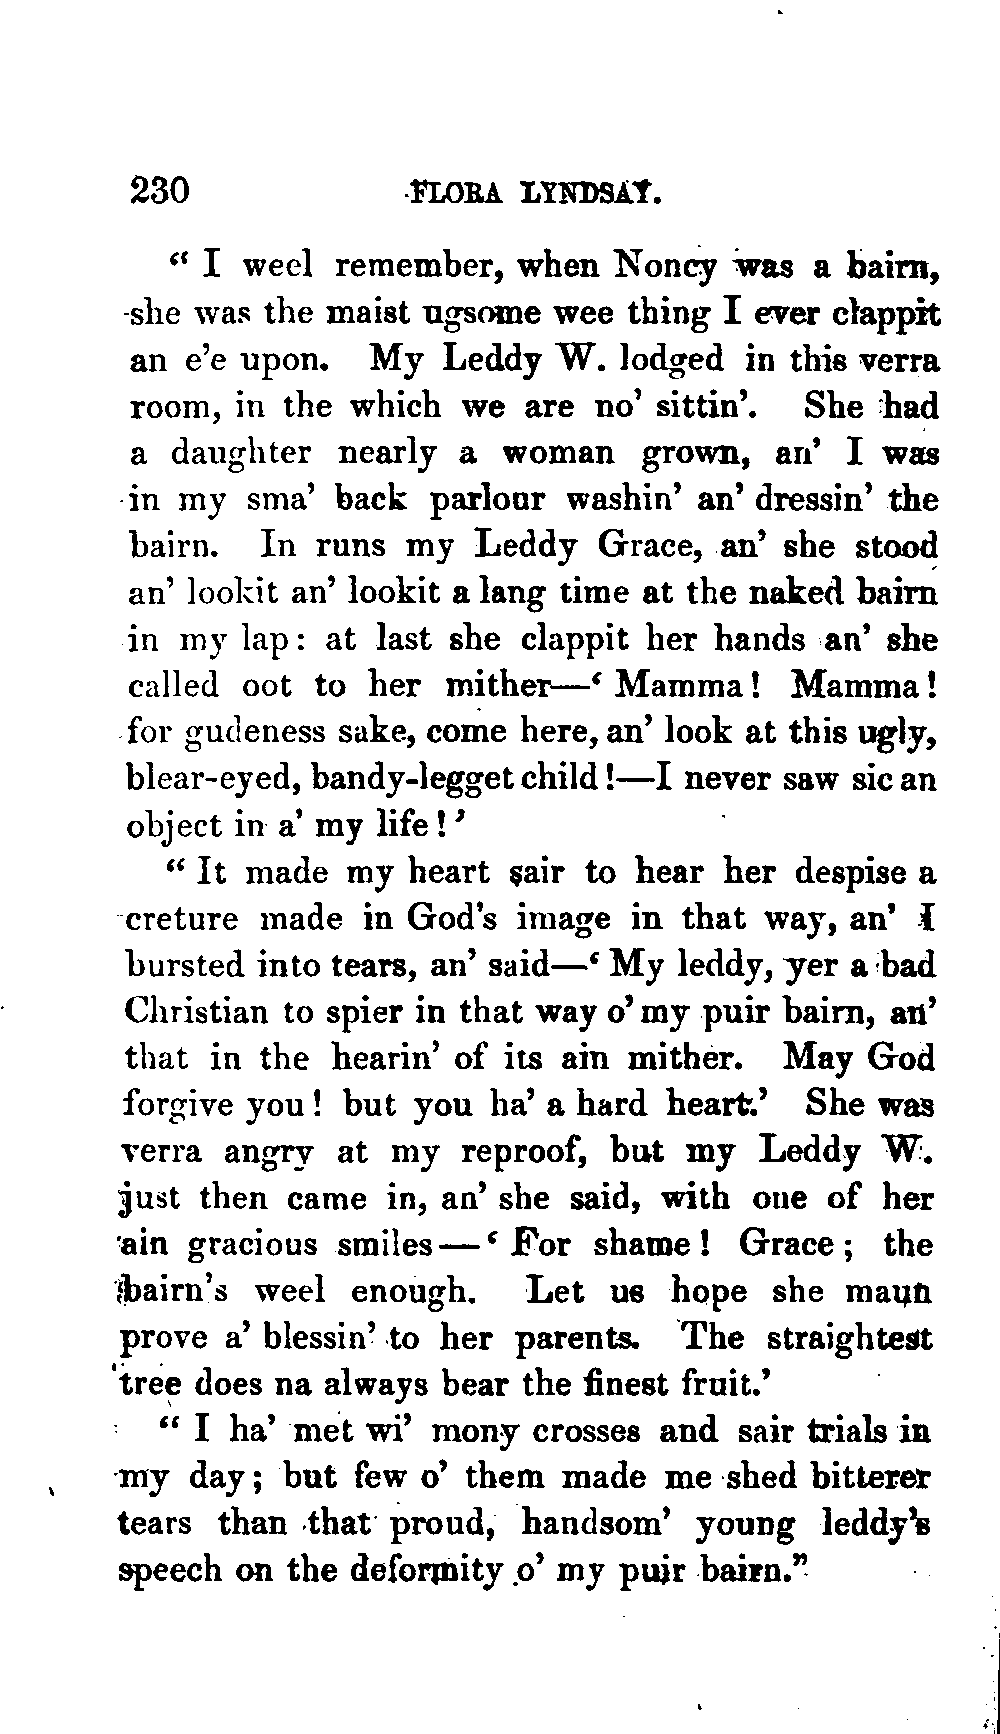 230 FLORA LYNDSAY.
“ I weel remember, when Noncy was a bairn,
she was the maist ugsome wee thing I ever clappit
an e’e upon. My Leddy W. lodged in this verra
room, in the which we are no’ sittin’. She had
a daughter nearly a woman grown, an’ I was
in my sma’ back parlour washin’ an’ dressin’ the
bairn. In runs my Leddy Grace, an’ she stood
an’ lookit an’ lookit a lang time at the naked bairn
in my lap: at last she clappit her hands an’ she
called oot to her mither—‘ Mamma! Mamma!
for gudeness sake, come here, an’ look at this ugly,
blear-eyed, bandy-legget child!—I never saw sic an
object in a’ my life!’
“ It made my heart sair to hear her despise a
creture made in God’s image in that way, an’ I
bursted into tears, an’ said—‘ My leddy, yer a bad
Christian to spier in that way o’ my puir bairn, an’
that in the hearin’ of its ain mither. May God
forgive you! but you ha’ a hard heart.’ She was
verra angry at my reproof, but my Leddy W.
just then came in, an’ she said, with one of her
ain gracious smiles—‘ For shame! Grace; the
bairn’s weel enough. Let us hope she maun
prove a’ blessin’ to her parents. The straightest
tree does na always bear the finest fruit.’
“ I ha’ met wi’ mony crosses and sair trials in
my day; but few o’ them made me shed bitterer
tears than that proud, handsom’ young leddy’s
speech on the deformity o’ my puir bairn.”